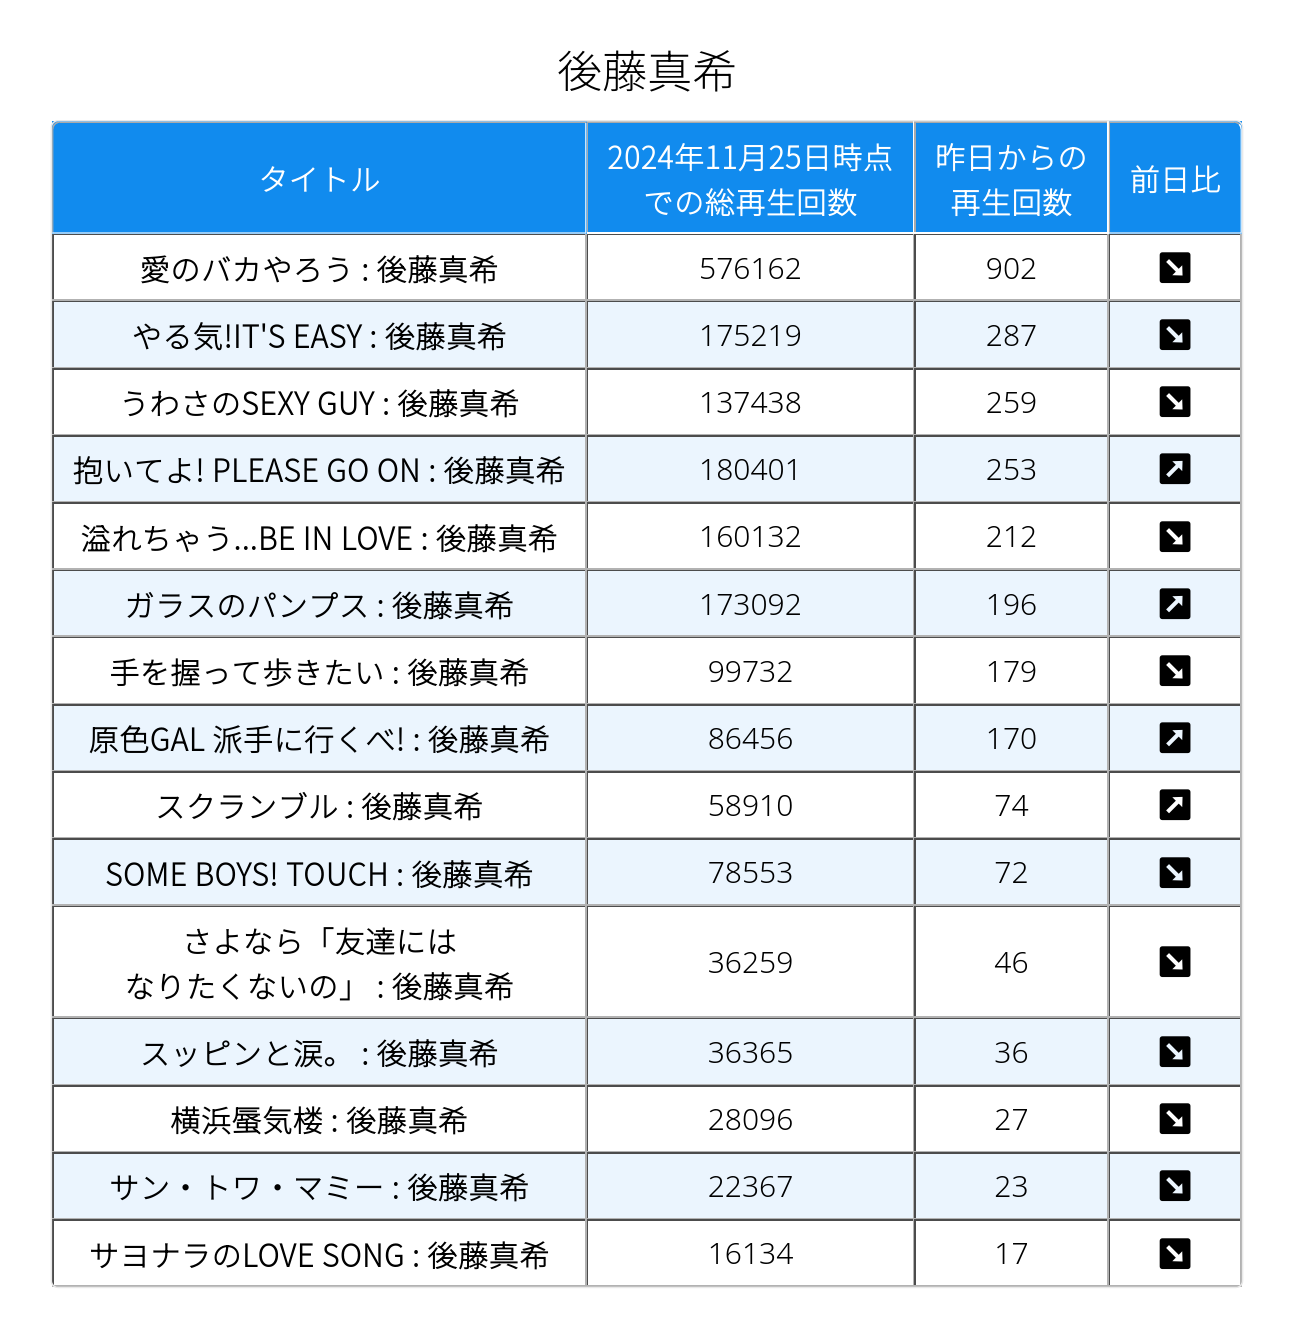 後藤真希
タイトル
2024年11月25日時点
での総再生回数
昨日からの
再生回数
前日比
愛のバカやろう : 後藤真希 576162 902
やる気!IT'S EASY : 後藤真希 175219 287
うわさのSEXY GUY : 後藤真希 137438 259
抱いてよ! PLEASE GO ON : 後藤真希 180401 253
溢れちゃう...BE IN LOVE : 後藤真希 160132 212
ガラスのパンプス : 後藤真希 173092 196
手を握って歩きたい : 後藤真希 99732 179
原色GAL 派手に行くべ! : 後藤真希 86456 170
スクランブル : 後藤真希 58910 74
SOME BOYS! TOUCH : 後藤真希 78553 72
さよなら「友達には
なりたくないの」 : 後藤真希 36259 46
スッピンと涙。 : 後藤真希 36365 36
横浜蜃気楼 : 後藤真希 28096 27
サン・トワ・マミー : 後藤真希 22367 23
サヨナラのLOVE SONG : 後藤真希 16134 17